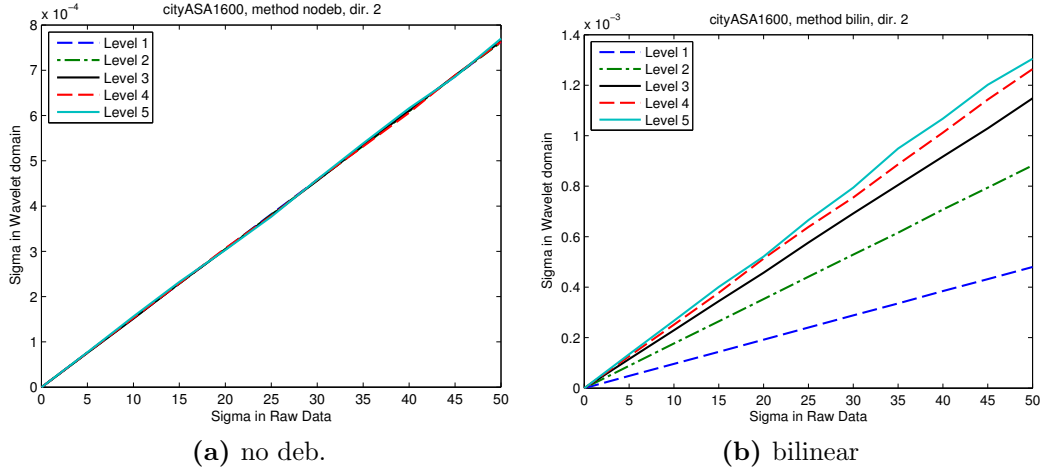 x 10⁻⁴
cityASA1600, method nodeb, dir. 2
8
7
6
5
4
3
2
1
0
Sigma in Wavelet domain
Level 1
Level 2
Level 3
Level 4
Level 5
0 5 10 15 20 25 30 35 40 45 50
Sigma in Raw Data
(a) no deb.
x 10⁻³
cityASA1600, method bilin, dir. 2
1.4
1.2
1
0.8
0.6
0.4
0.2
0
Sigma in Wavelet domain
Level 1
Level 2
Level 3
Level 4
Level 5
0 5 10 15 20 25 30 35 40 45 50
Sigma in Raw Data
(b) bilinear